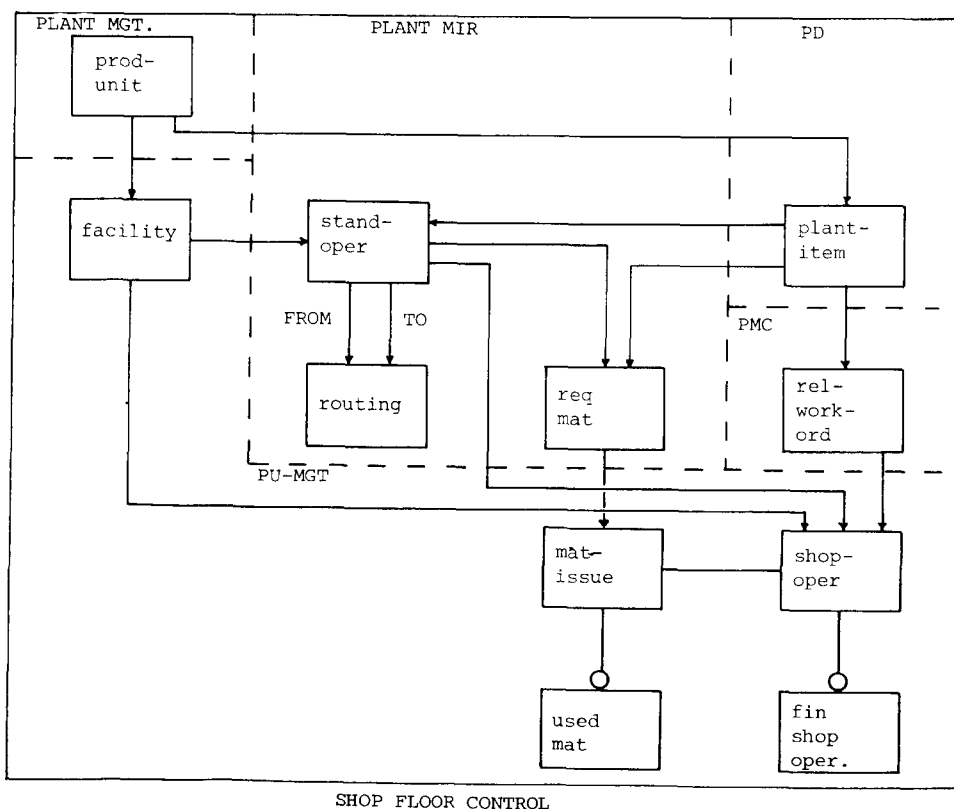 PLANT MGT.
PLANT MIR
PD
prod-
unit
facility
stand-
oper
plant-
item
FROM
TO
PMC
routing
req
mat
rel-
work-
ord
PU-MGT
mat-
issue
shop-
oper
used
mat
fin
shop
oper.
SHOP FLOOR CONTROL